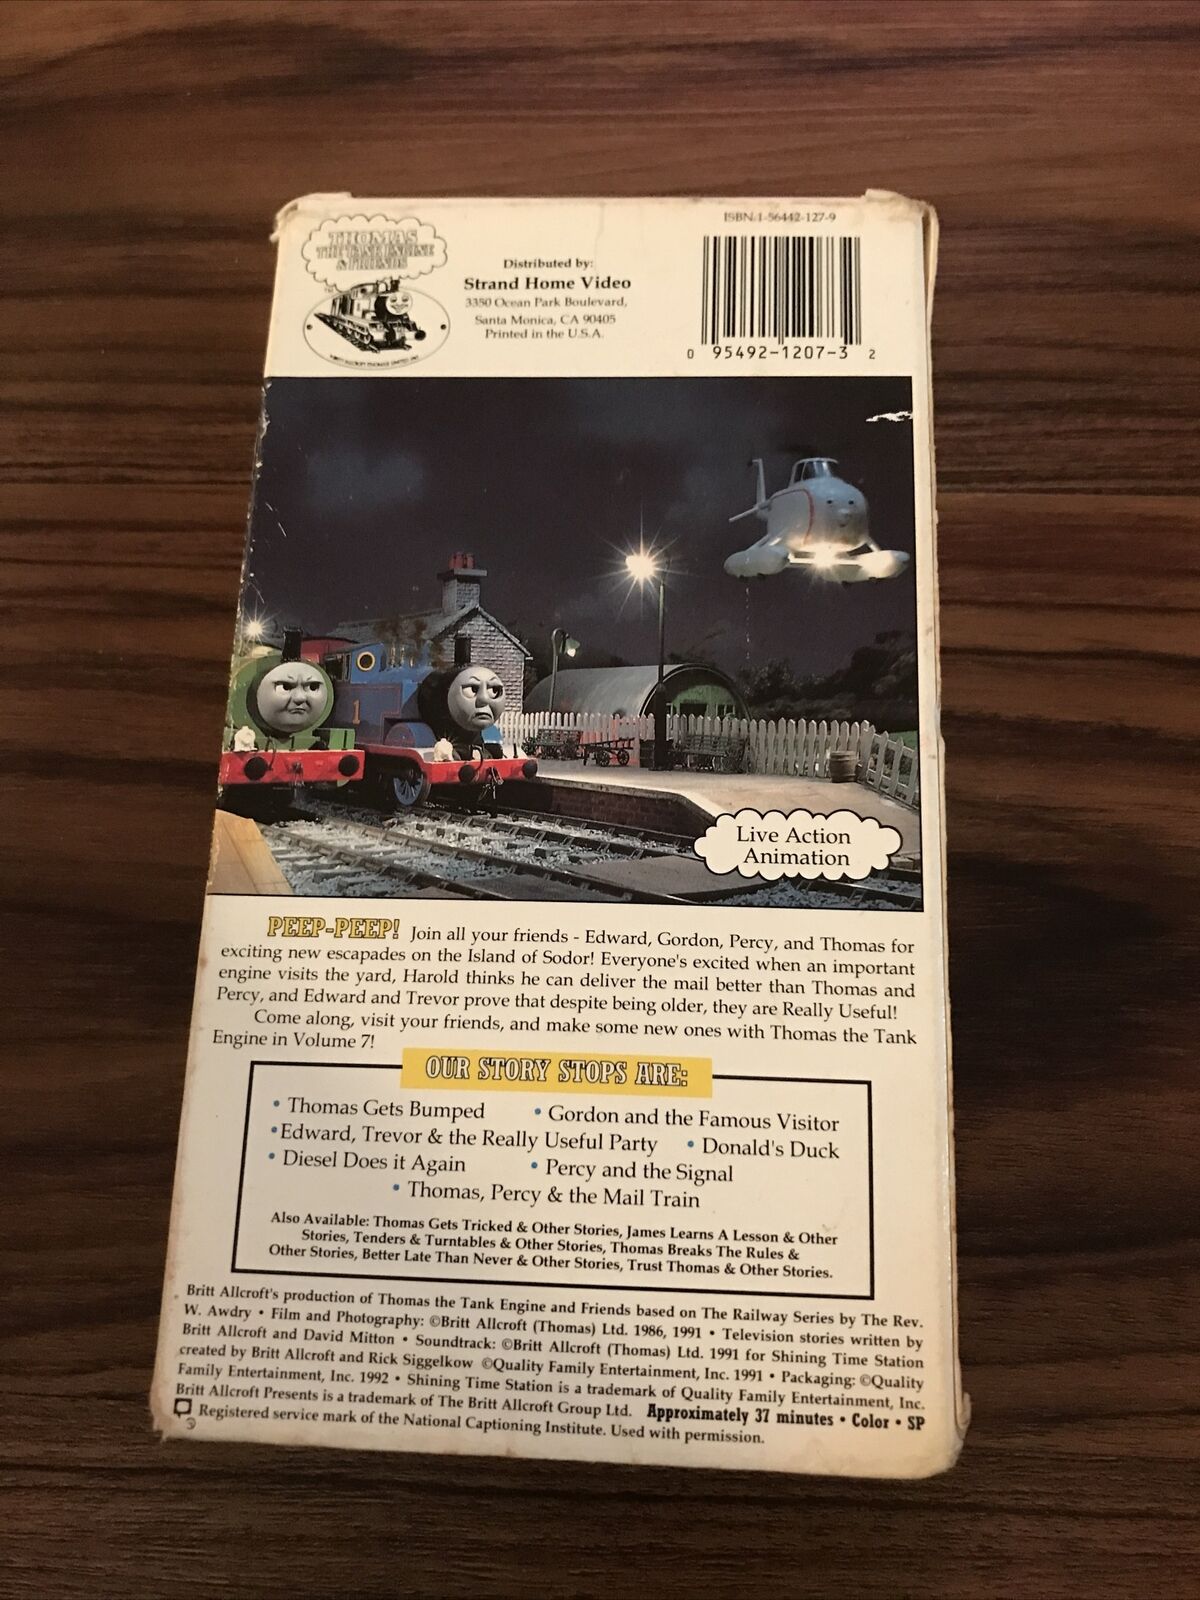 THOMAS
THE TANK ENGINE
& FRIENDS
Distributed by:
Strand Home Video
3350 Ocean Park Boulevard,
Santa Monica, CA 90405
Printed in the U.S.A.
ISBN 1-56442-127-9
0 95492-1207-3 2
1
1
Live Action
Animation
PEEP-PEEP! Join all your friends - Edward, Gordon, Percy, and Thomas for
exciting new escapades on the Island of Sodor! Everyone's excited when an important
engine visits the yard, Harold thinks he can deliver the mail better than Thomas and
Percy, and Edward and Trevor prove that despite being older, they are Really Useful!
Come along, visit your friends, and make some new ones with Thomas the Tank
Engine in Volume 7!
OUR STORY STOPS ARE:
• Thomas Gets Bumped • Gordon and the Famous Visitor
• Edward, Trevor & the Really Useful Party • Donald's Duck
• Diesel Does it Again • Percy and the Signal
• Thomas, Percy & the Mail Train
Also Available: Thomas Gets Tricked & Other Stories, James Learns A Lesson & Other
Stories, Tenders & Turntables & Other Stories, Thomas Breaks The Rules &
Other Stories, Better Late Than Never & Other Stories, Trust Thomas & Other Stories.
Britt Allcroft's production of Thomas the Tank Engine and Friends based on The Railway Series by The Rev.
W. Awdry • Film and Photography: ©Britt Allcroft (Thomas) Ltd. 1986, 1991 • Television stories written by
Britt Allcroft and David Mitton • Soundtrack: ©Britt Allcroft (Thomas) Ltd. 1991 for Shining Time Station
created by Britt Allcroft and Rick Siggelkow ©Quality Family Entertainment, Inc. 1991 • Packaging: ©Quality
Family Entertainment, Inc. 1992 • Shining Time Station is a trademark of Quality Family Entertainment, Inc.
Britt Allcroft Presents is a trademark of The Britt Allcroft Group Ltd. Approximately 37 minutes • Color • SP
Registered service mark of the National Captioning Institute. Used with permission.